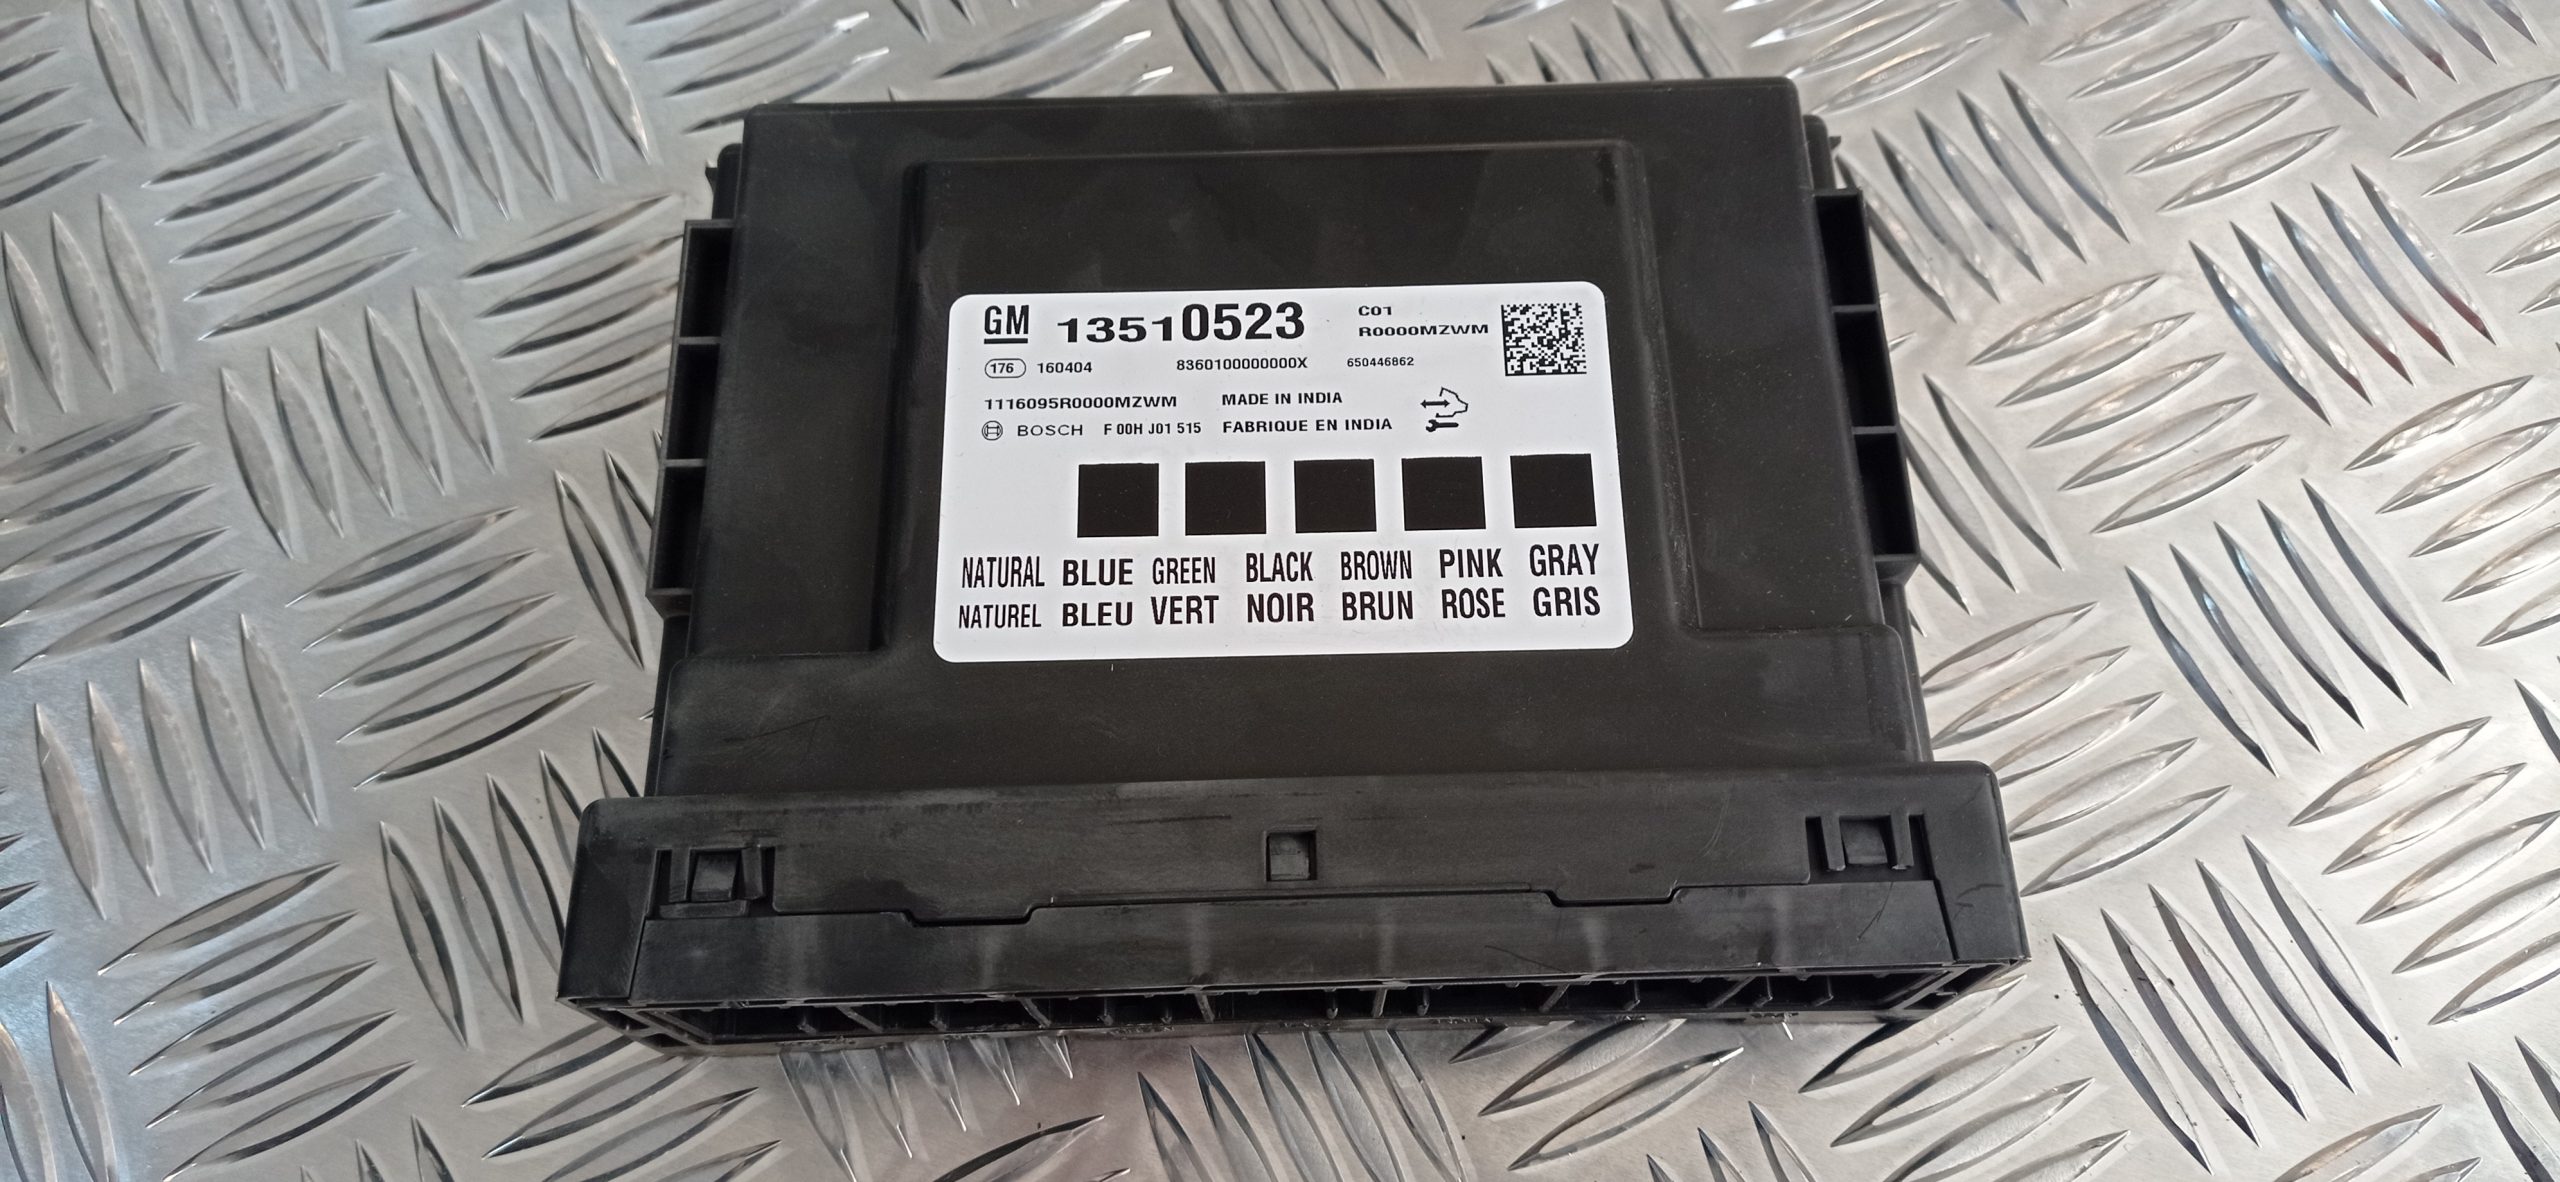 GM 13510523 C01
R0000MZWM
176 160404 8360100000000X 650446862
1116095R0000MZWM MADE IN INDIA
BOSCH F 00H J01 515 FABRIQUE EN INDIA
NATURAL BLUE GREEN BLACK BROWN PINK GRAY
NATUREL BLEU VERT NOIR BRUN ROSE GRIS